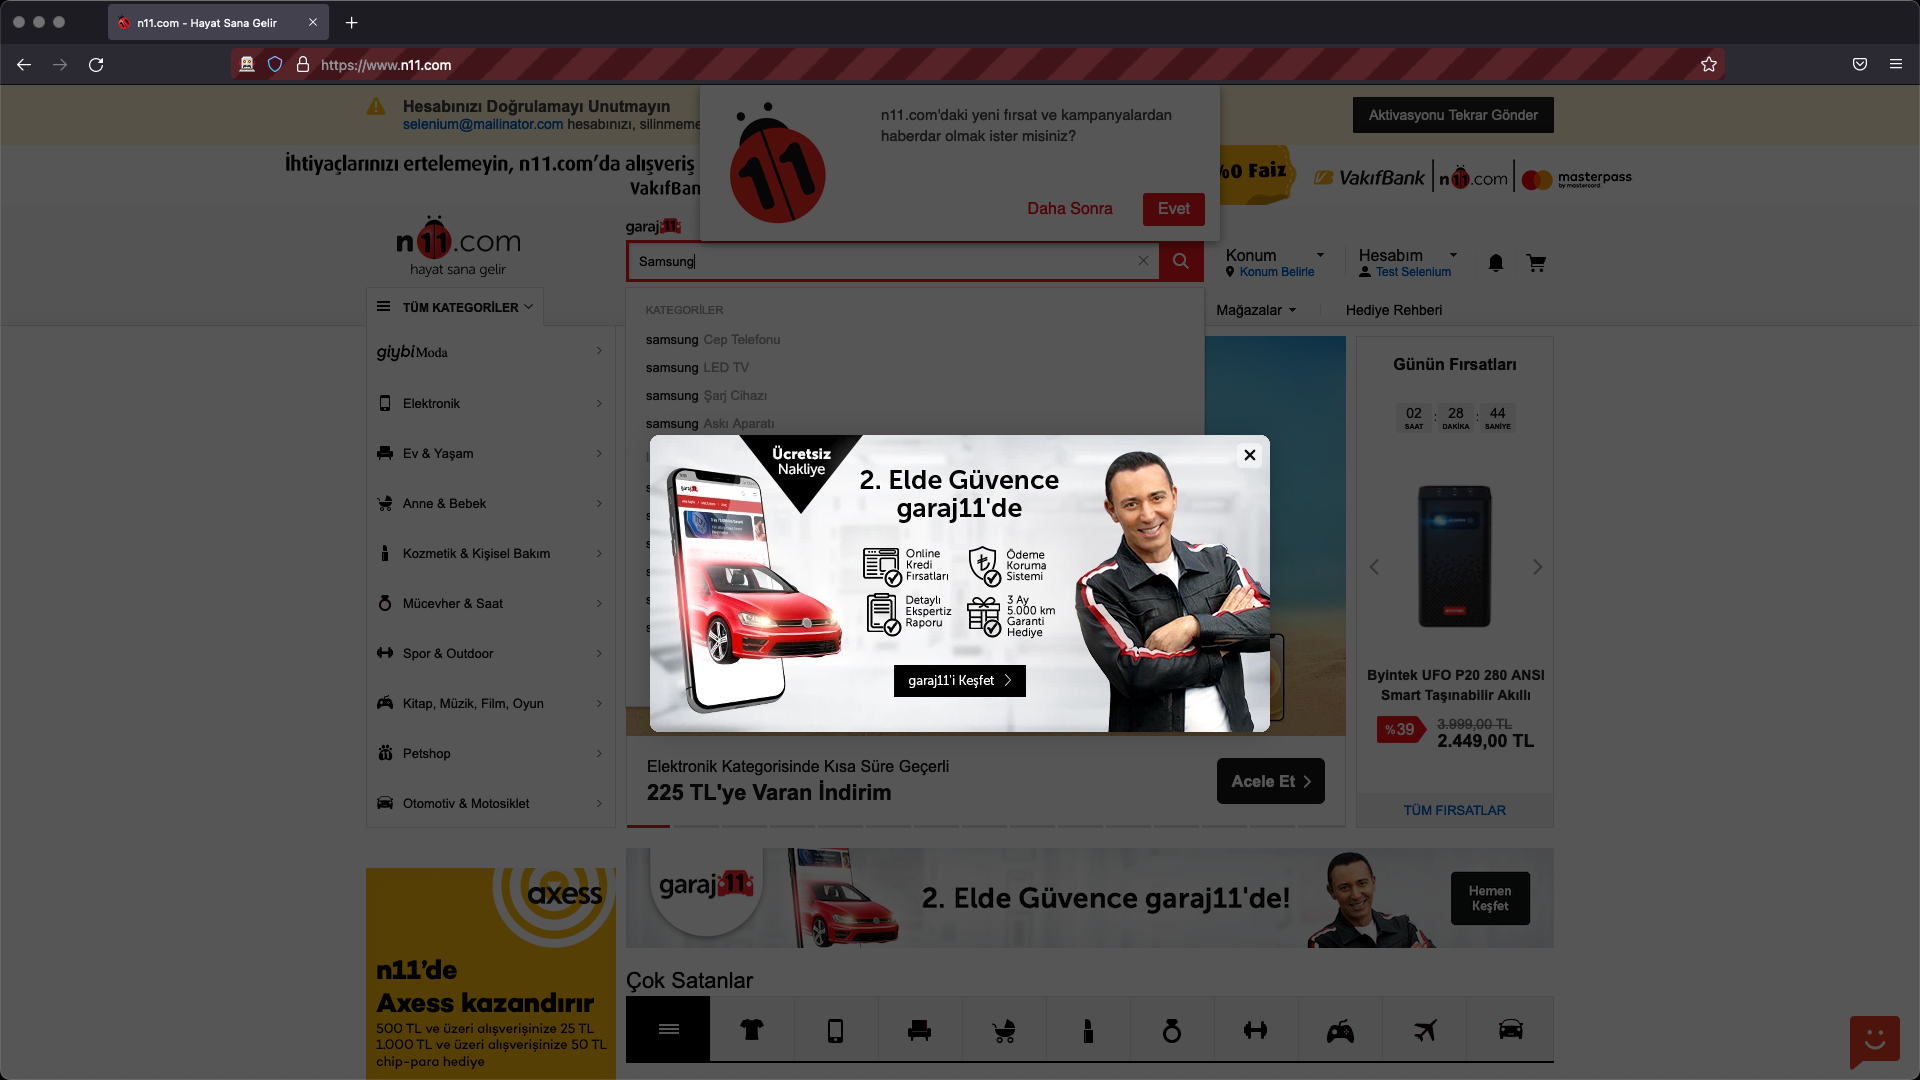 n11.com - Hayat Sana Gelir
https://www.n11.com
Hesabınızı Doğrulamayı Unutmayın
selenium@mailinator.com hesabınızı, silinmeme
n11.com'daki yeni fırsat ve kampanyalardan
haberdar olmak ister misiniz?
Daha Sonra
Evet
Aktivasyonu Tekrar Gönder
İhtiyaçlarınızı ertelemeyin, n11.com'da alışveriş
VakıfBan
%0 Faiz
VakıfBank
n11.com
masterpass
by mastercard.
n11.com
hayat sana gelir
garaj11
Samsung
Konum
Konum Belirle
Hesabım
Test Selenium
TÜM KATEGORİLER
Mağazalar
Hediye Rehberi
KATEGORİLER
samsung Cep Telefonu
samsung LED TV
samsung Şarj Cihazı
samsung Askı Aparatı
giybi Moda
Elektronik
Ev & Yaşam
Anne & Bebek
Kozmetik & Kişisel Bakım
Mücevher & Saat
Spor & Outdoor
Kitap, Müzik, Film, Oyun
Petshop
Otomotiv & Motosiklet
Ücretsiz
Nakliye
garaj11
2. Elde Güvence
garaj11'de
Online
Kredi
Fırsatları
Ödeme
Koruma
Sistemi
Detaylı
Ekspertiz
Raporu
3 Ay
5.000 km
Garanti
Hediye
garaj11'i Keşfet
Günün Fırsatları
02 : 28 : 44
SAAT DAKİKA SANİYE
Byintek UFO P20 280 ANSI
Smart Taşınabilir Akıllı
%39
3.999,00 TL
2.449,00 TL
TÜM FIRSATLAR
Elektronik Kategorisinde Kısa Süre Geçerli
225 TL'ye Varan İndirim
Acele Et
garaj11
2. Elde Güvence garaj11'de!
Hemen
Keşfet
axess
n11'de
Axess kazandırır
500 TL ve üzeri alışverişinize 25 TL
1.000 TL ve üzeri alışverişinize 50 TL
chip-para hediye
Çok Satanlar